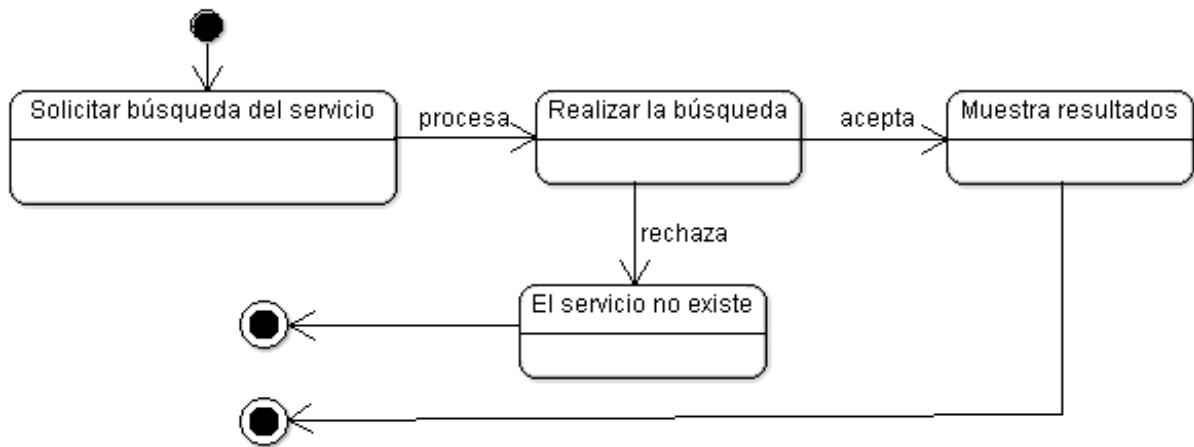 Solicitar búsqueda del servicio
procesa
Realizar la búsqueda
acepta
Muestra resultados
rechaza
El servicio no existe